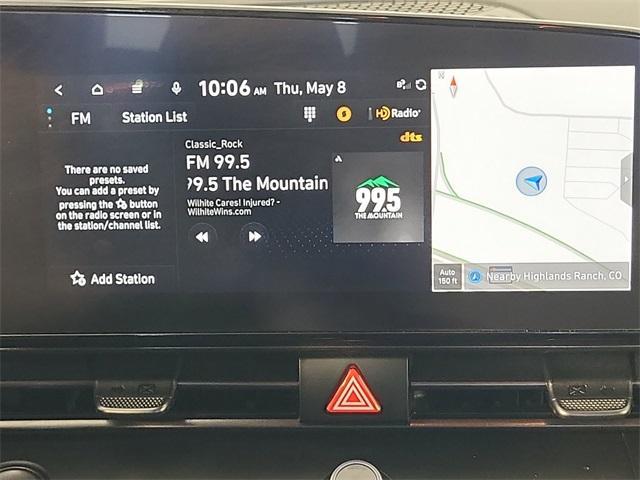 10:06 AM Thu, May 8
FM Station List
HD Radio
dts
There are no saved
presets.
You can add a preset by
pressing the button
on the radio screen or in
the station/channel list.
Add Station
Classic_Rock
FM 99.5
99.5 The Mountain
Wilhite Cares! Injured? -
WilhiteWins.com
99.5
THE MOUNTAIN
Auto
150 ft
Nearby Highlands Ranch, CO